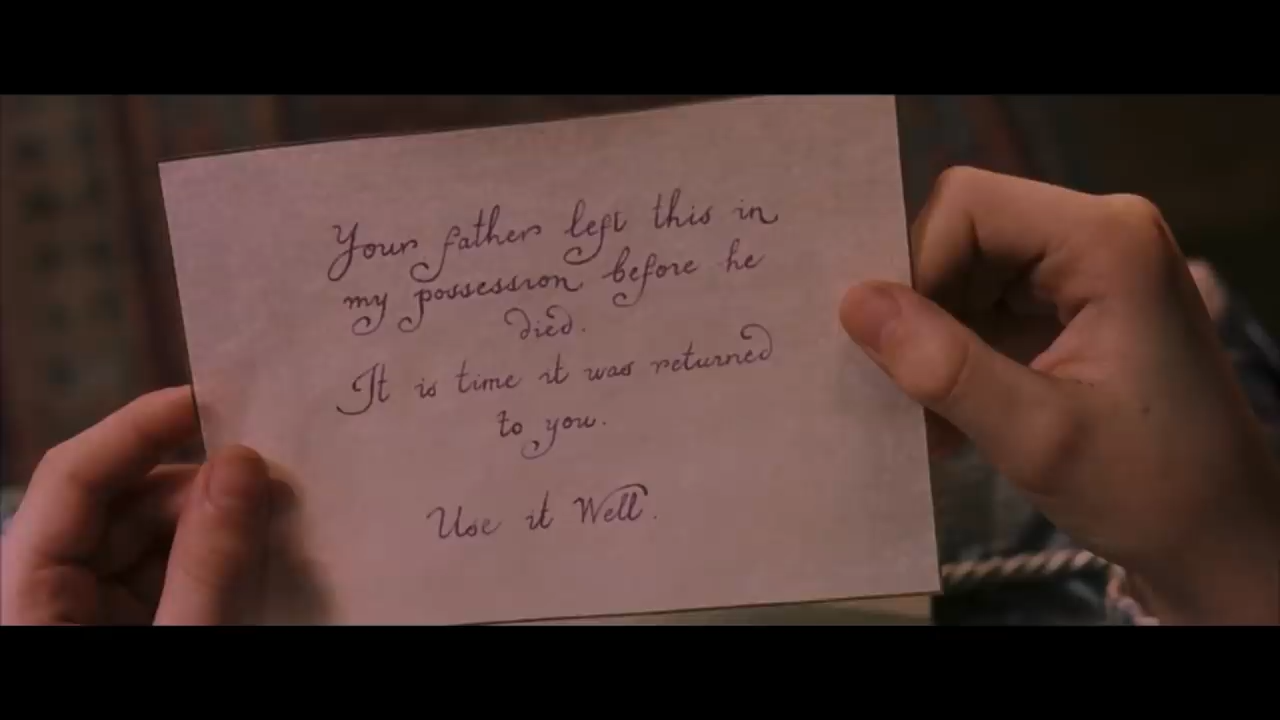 Your father left this in
my possession before he
died.
It is time it was returned
to you.
Use it Well.